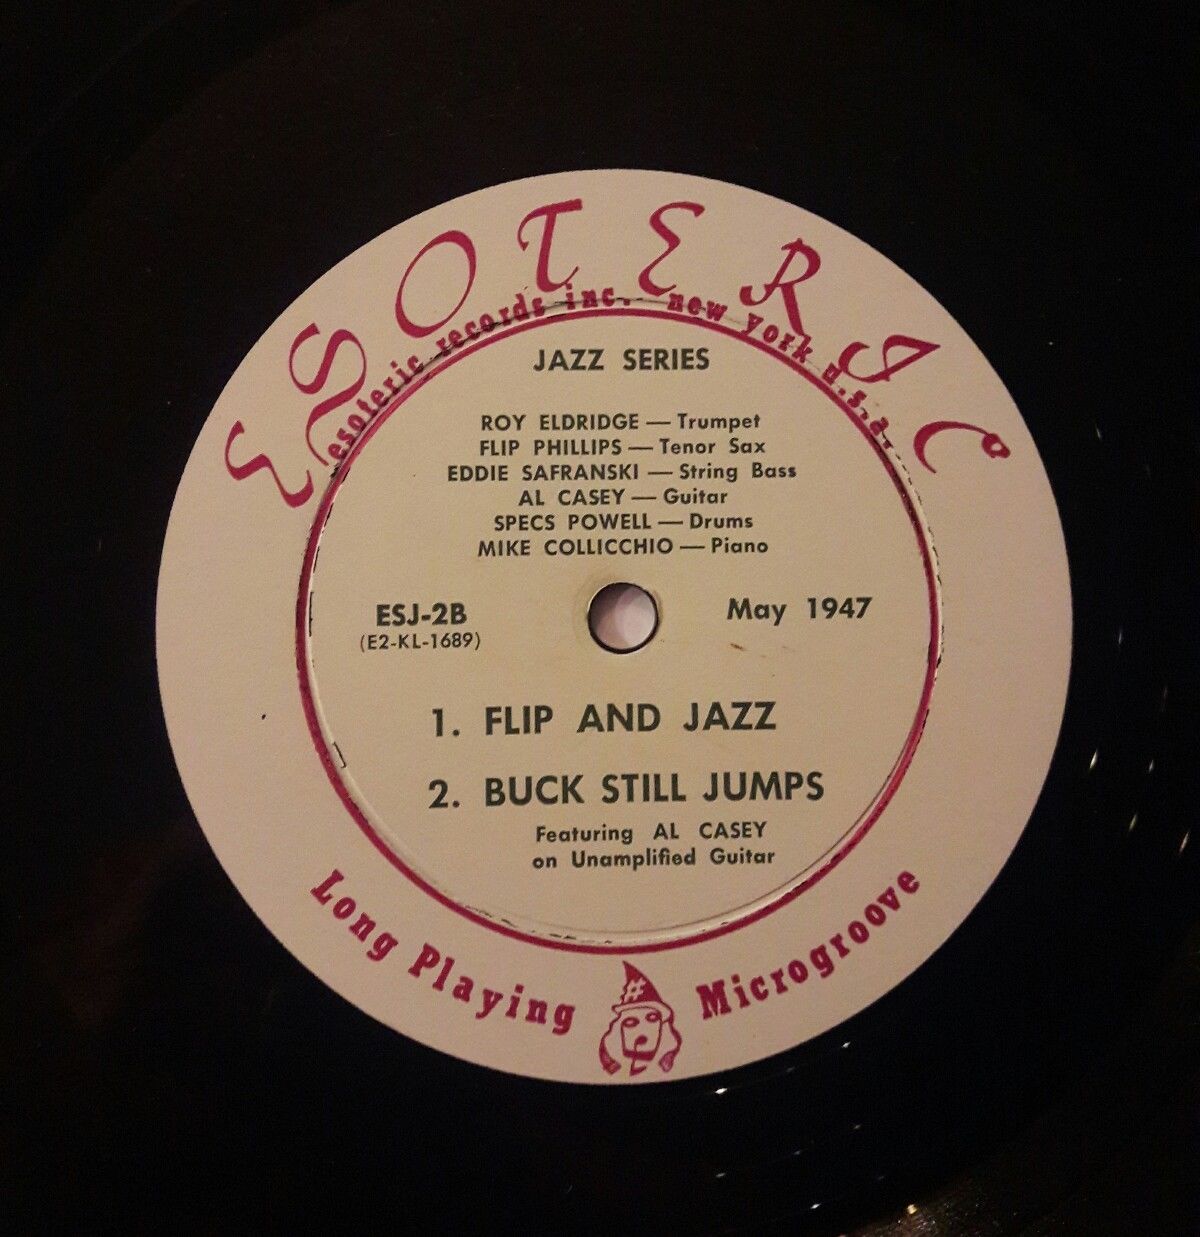 ESOTERIC
esoteric records inc. new york u.s.a.
JAZZ SERIES
ROY ELDRIDGE — Trumpet
FLIP PHILLIPS — Tenor Sax
EDDIE SAFRANSKI — String Bass
AL CASEY — Guitar
SPECS POWELL — Drums
MIKE COLLICCHIO — Piano
ESJ-2B
(E2-KL-1689)
May 1947
1. FLIP AND JAZZ
2. BUCK STILL JUMPS
Featuring AL CASEY
on Unamplified Guitar
Long Playing Microgroove
#